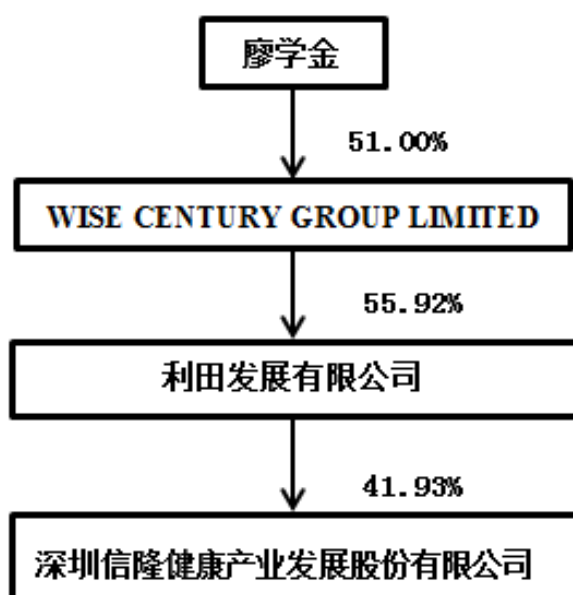 廖学金
51.00%
WISE CENTURY GROUP LIMITED
55.92%
利田发展有限公司
41.93%
深圳信隆健康产业发展股份有限公司